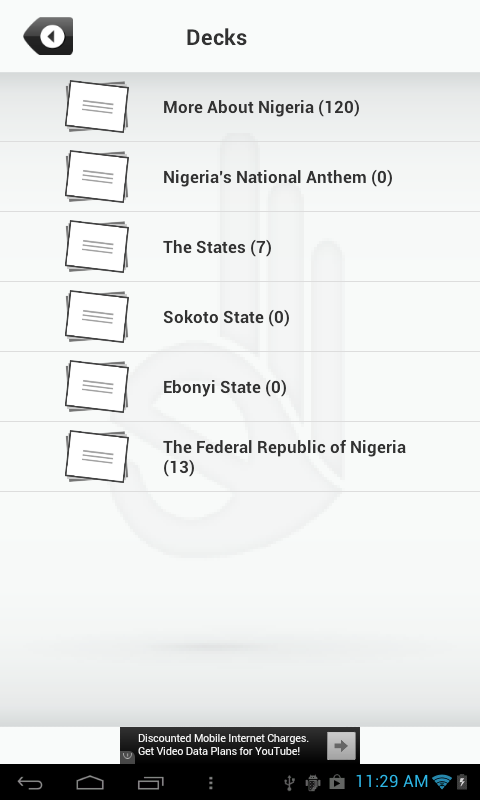 Decks
More About Nigeria (120)
Nigeria's National Anthem (0)
The States (7)
Sokoto State (0)
Ebonyi State (0)
The Federal Republic of Nigeria
(13)
Discounted Mobile Internet Charges.
Get Video Data Plans for YouTube!
11:29 AM